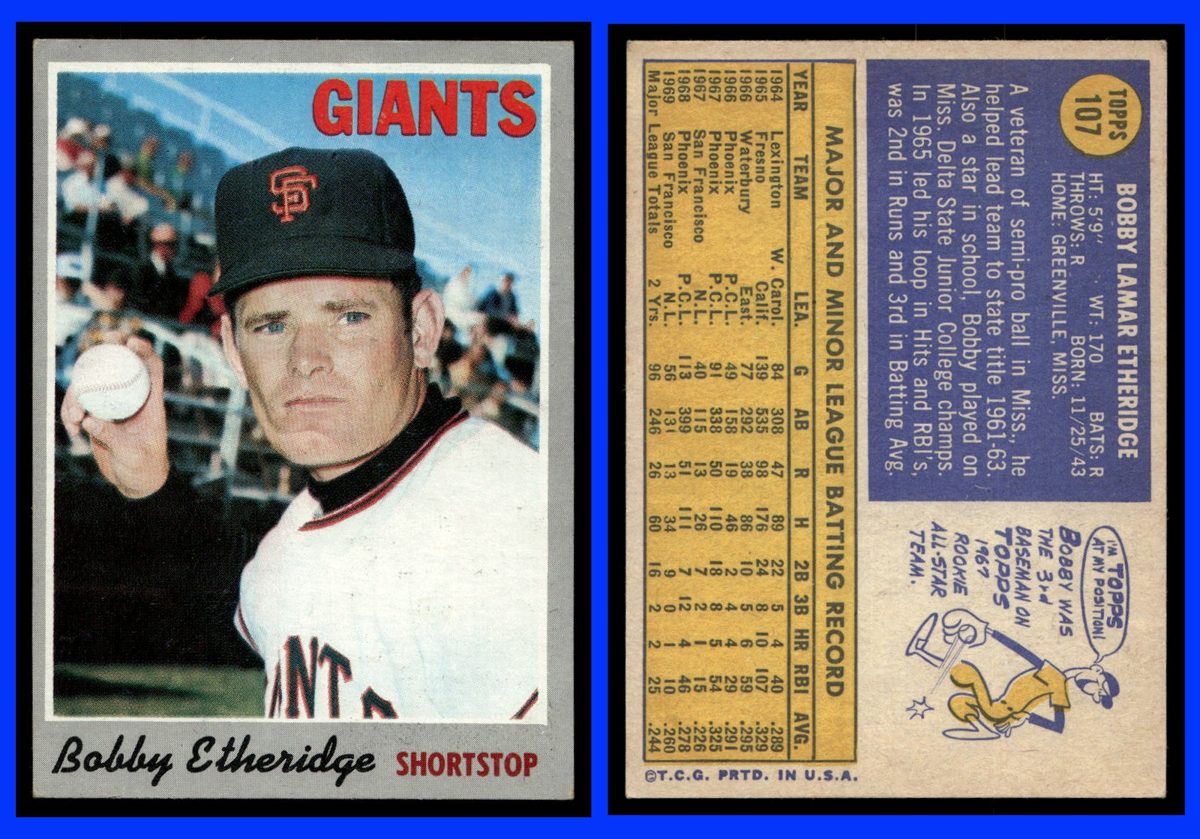 GIANTS
SF
Bobby Etheridge SHORTSTOP
TOPPS
107
BOBBY LAMAR ETHERIDGE
HT: 5'9" WT: 170 BATS: R
THROWS: R BORN: 11/25/43
HOME: GREENVILLE, MISS.
A veteran of semi-pro ball in Miss., he
helped lead team to state title 1961-63.
Also a star in school, Bobby played on
Miss. Delta State Junior College champs.
In 1965 led his loop in Hits and RBI's,
was 2nd in Runs and 3rd in Batting Avg.
I'M TOPPS
AT MY POSITION!
BOBBY WAS
THE 3rd
BASEMAN ON
TOPPS
1967
ROOKIE
ALL-STAR
TEAM.
MAJOR AND MINOR LEAGUE BATTING RECORD
YEAR TEAM LEA. G AB R H 2B 3B HR RBI AVG.
1964 Lexington W. Carol. 84 308 47 89 22 5 4 40 .289
1965 Fresno Calif. 139 535 98 176 24 8 10 107 .329
1966 Waterbury East. 77 292 38 86 10 5 6 59 .295
1966 Phoenix P.C.L. 49 158 19 46 5 2 4 29 .291
1967 Phoenix P.C.L. 91 338 50 110 18 8 5 54 .325
1967 San Francisco N.L. 40 115 13 26 7 2 1 15 .226
1968 Phoenix P.C.L. 113 399 51 111 7 12 4 46 .278
1969 San Francisco N.L. 56 131 13 34 9 0 1 10 .260
Major League Totals 2 Yrs. 96 246 26 60 16 2 2 25 .244
©T.C.G. PRTD. IN U.S.A.